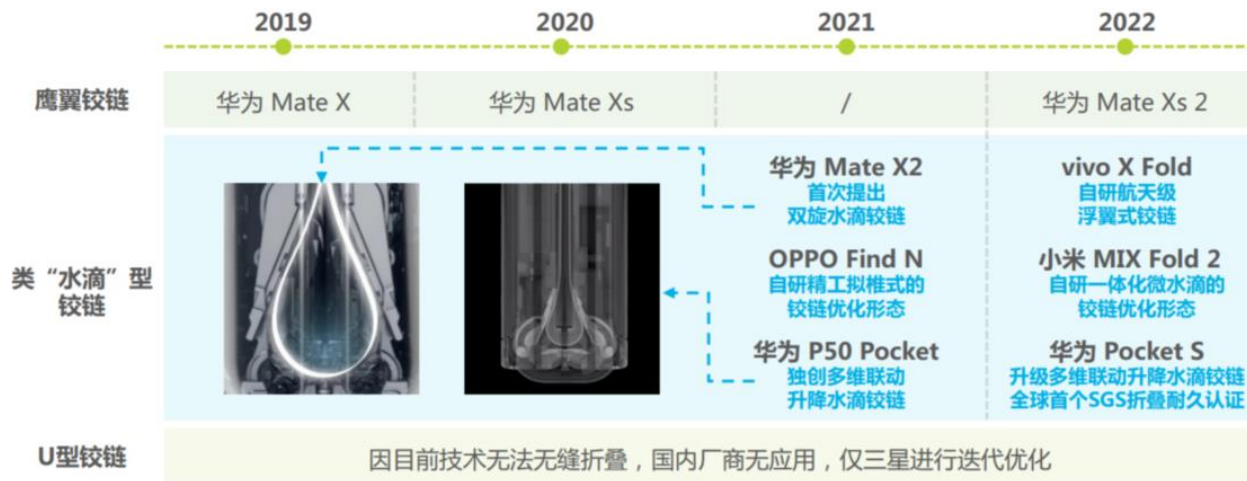 2019
2020
2021
2022
鹰翼铰链
华为 Mate X
华为 Mate Xs
/
华为 Mate Xs 2
类“水滴”型
铰链
华为 Mate X2
首次提出
双旋水滴铰链
OPPO Find N
自研精工拟椎式的
铰链优化形态
华为 P50 Pocket
独创多维联动
升降水滴铰链
vivo X Fold
自研航天级
浮翼式铰链
小米 MIX Fold 2
自研一体化微水滴的
铰链优化形态
华为 Pocket S
升级多维联动升降水滴铰链
全球首个SGS折叠耐久认证
U型铰链
因目前技术无法无缝折叠，国内厂商无应用，仅三星进行迭代优化